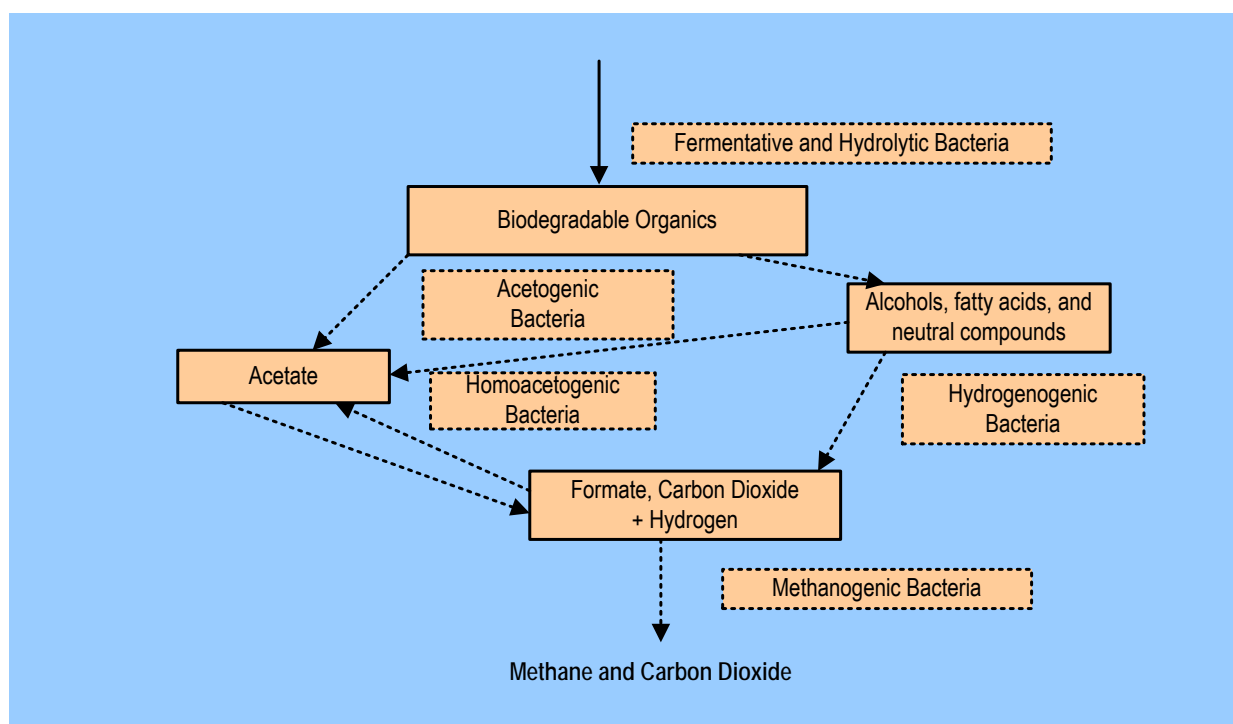 Fermentative and Hydrolytic Bacteria
Biodegradable Organics
Acetogenic
Bacteria
Alcohols, fatty acids, and
neutral compounds
Acetate
Homoacetogenic
Bacteria
Hydrogenogenic
Bacteria
Formate, Carbon Dioxide
+ Hydrogen
Methanogenic Bacteria
Methane and Carbon Dioxide